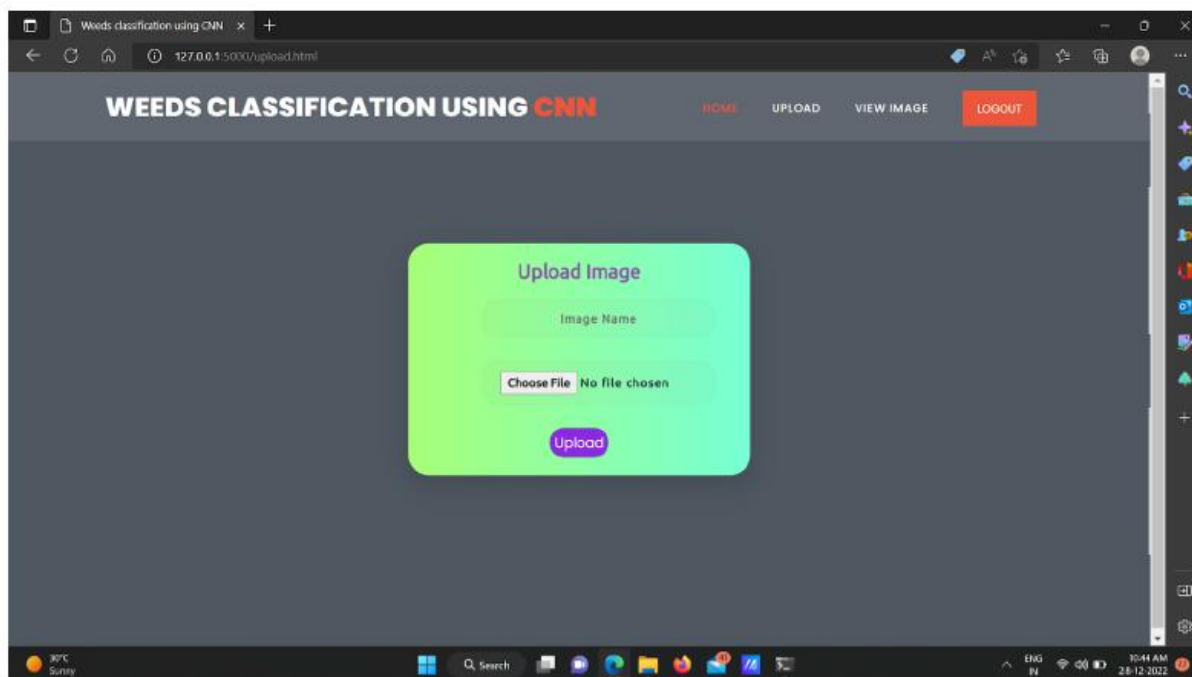 Weeds classification using CNN
127.0.0.1:5000/upload.html
WEEDS CLASSIFICATION USING CNN
HOME UPLOAD VIEW IMAGE LOGOUT
Upload Image
Image Name
Choose File No file chosen
Upload
30°C
Sunny
Search
ENG
IN
10:44 AM
28-12-2022